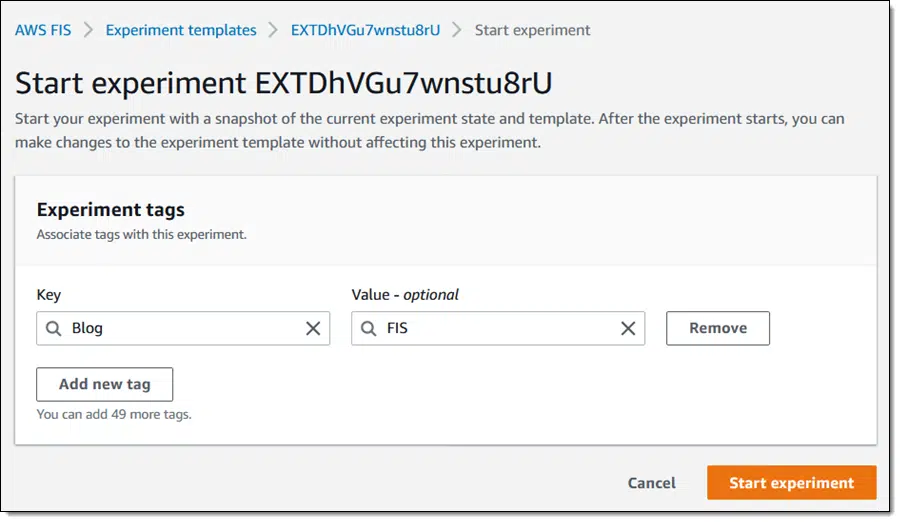 AWS FIS > Experiment templates > EXTDhVGu7wnstu8rU > Start experiment
Start experiment EXTDhVGu7wnstu8rU
Start your experiment with a snapshot of the current experiment state and template. After the experiment starts, you can
make changes to the experiment template without affecting this experiment.
Experiment tags
Associate tags with this experiment.
Key Value - optional
Blog FIS Remove
Add new tag
You can add 49 more tags.
Cancel Start experiment